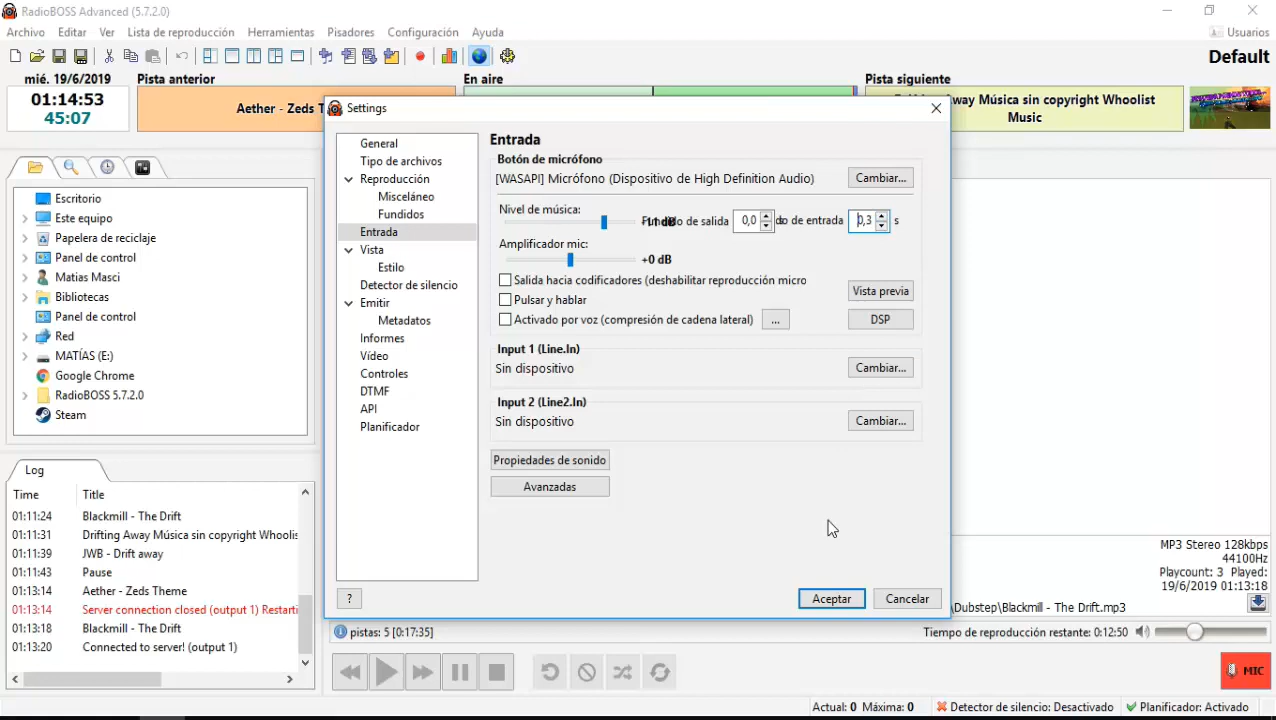 RadioBOSS Advanced (5.7.2.0)
Archivo Editar Ver Lista de reproducción Herramientas Pisadores Configuración Ayuda Usuarios
Default
mié. 19/6/2019
01:14:53
45:07
Pista anterior
Aether - Zeds T
En aire
Pista siguiente
Away Música sin copyright Whoolist
Music
Escritorio
Este equipo
Papelera de reciclaje
Panel de control
Matias Masci
Bibliotecas
Panel de control
Red
MATÍAS (E:)
Google Chrome
RadioBOSS 5.7.2.0
Steam
Log
Time Title
01:11:24 Blackmill - The Drift
01:11:31 Drifting Away Música sin copyright Whoolis
01:11:39 JWB - Drift away
01:11:43 Pause
01:13:14 Aether - Zeds Theme
01:13:14 Server connection closed (output 1) Restarti
01:13:18 Blackmill - The Drift
01:13:20 Connected to server! (output 1)
Settings
General
Tipo de archivos
Reproducción
Misceláneo
Fundidos
Entrada
Vista
Estilo
Detector de silencio
Emitir
Metadatos
Informes
Vídeo
Controles
DTMF
API
Planificador
Entrada
Botón de micrófono
[WASAPI] Micrófono (Dispositivo de High Definition Audio) Cambiar...
Nivel de música: de salida 0,0 o de entrada 0,3 s
Amplificador mic:
+0 dB
Salida hacia codificadores (deshabilitar reproducción micro
Vista previa
Pulsar y hablar
Activado por voz (compresión de cadena lateral) ... DSP
Input 1 (Line.In)
Sin dispositivo Cambiar...
Input 2 (Line2.In)
Sin dispositivo Cambiar...
Propiedades de sonido
Avanzadas
? Aceptar Cancelar
MP3 Stereo 128kbps
44100Hz
Playcount: 3 Played:
19/6/2019 01:13:18
\Dubstep\Blackmill - The Drift.mp3
pistas: 5 [0:17:35] Tiempo de reproducción restante: 0:12:50
MIC
Actual: 0 Máxima: 0 Detector de silencio: Desactivado Planificador: Activado